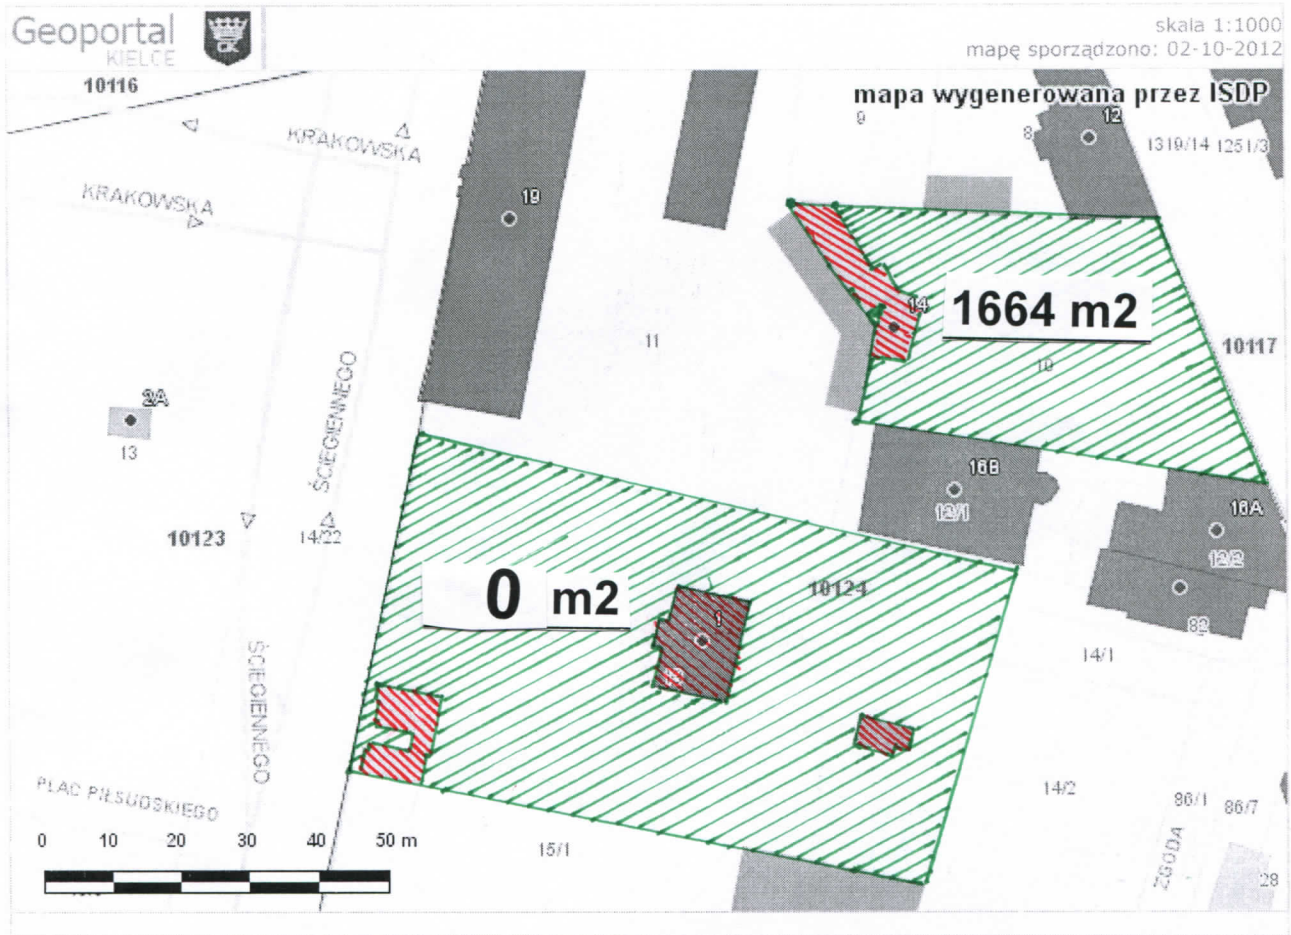 Geoportal
KIELCE
CK
skala 1:1000
mapę sporządzono: 02-10-2012
mapa wygenerowana przez ISDP
10116
KRAKOWSKA
KRAKOWSKA
19
9
8
12
1319/14
1251/3
14
1664 m2
10
10117
11
ŚCIEGIENNEGO
2A
13
16B
12/1
16A
12/2
10123
14/22
0 m2
10124
1
13
82
14/1
ŚCIEGIENNEGO
PLAC PIŁSUDSKIEGO
14/2
86/1
86/7
ZGODA
28
15/1
0 10 20 30 40 50 m